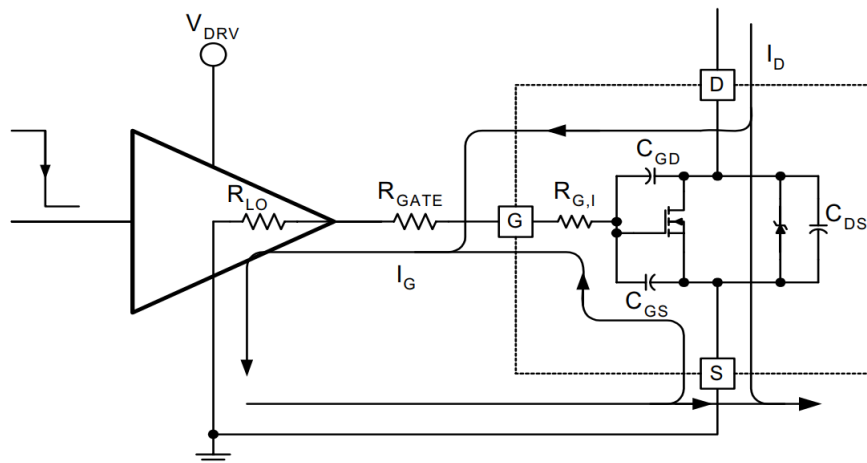 V_DRV
I_D
D
C_GD
R_LO
R_GATE
R_G,I
G
C_DS
I_G
C_GS
S